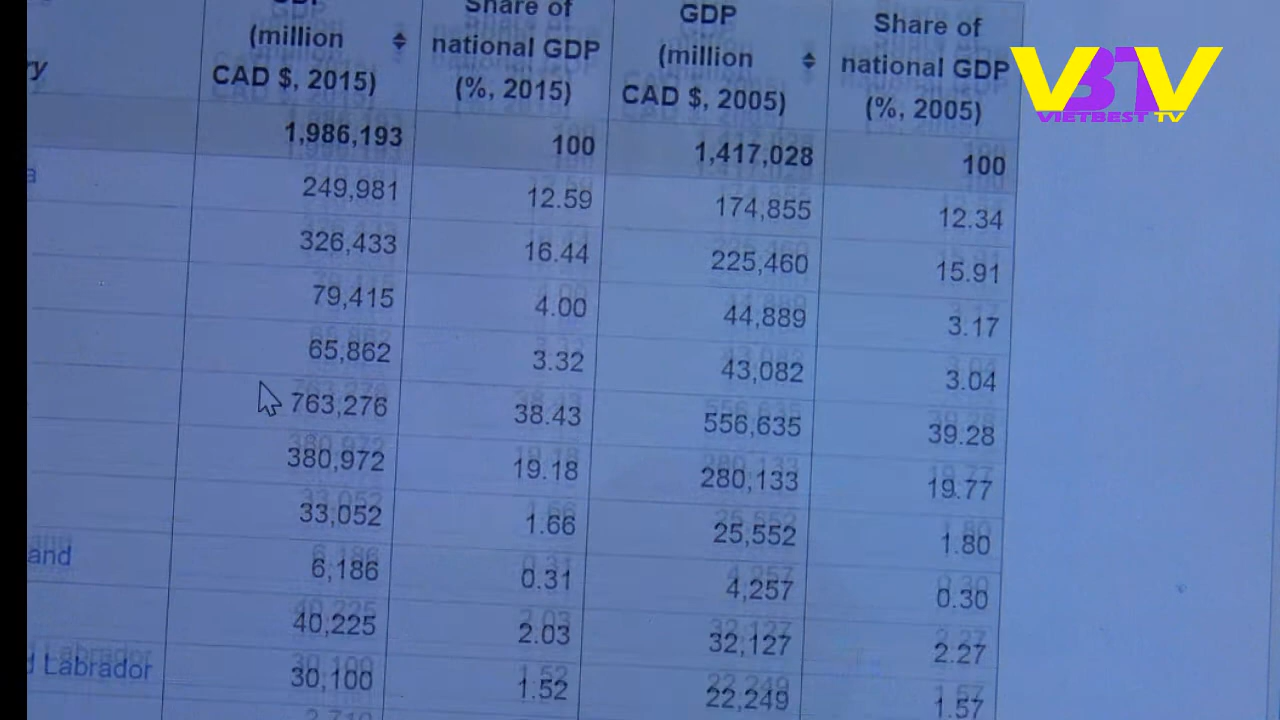 GDP Share of GDP Share of
(million national GDP (million national GDP
CAD $, 2015) (%, 2015) CAD $, 2005) (%, 2005)
1,986,193 100 1,417,028 100
249,981 12.59 174,855 12.34
326,433 16.44 225,460 15.91
79,415 4.00 44,889 3.17
65,862 3.32 43,082 3.04
763,276 38.43 556,635 39.28
380,972 19.18 280,133 19.77
33,052 1.66 25,552 1.80
and 6,186 0.31 4,257 0.30
40,225 2.03 32,127 2.27
d Labrador 30,100 1.52 22,249 1.57
VBTV
VIETBEST TV